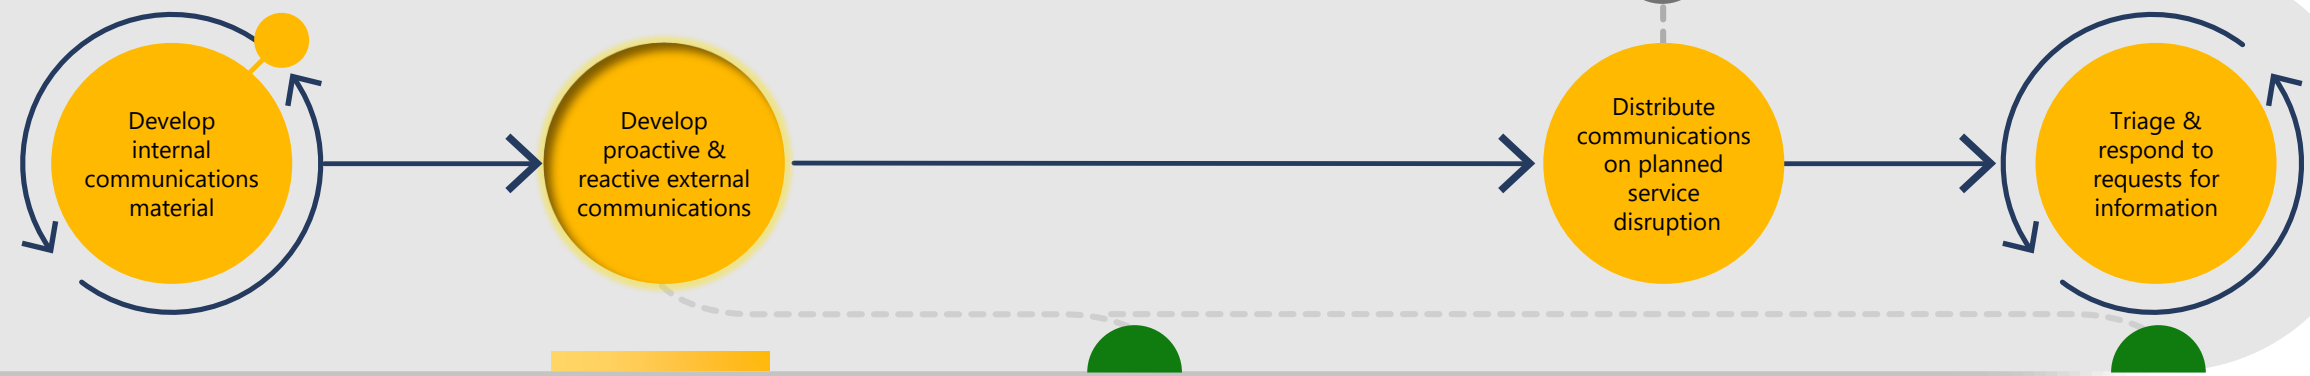 Develop
internal
communications
material
Develop
proactive &
reactive external
communications
Distribute
communications
on planned
service
disruption
Triage &
respond to
requests for
information